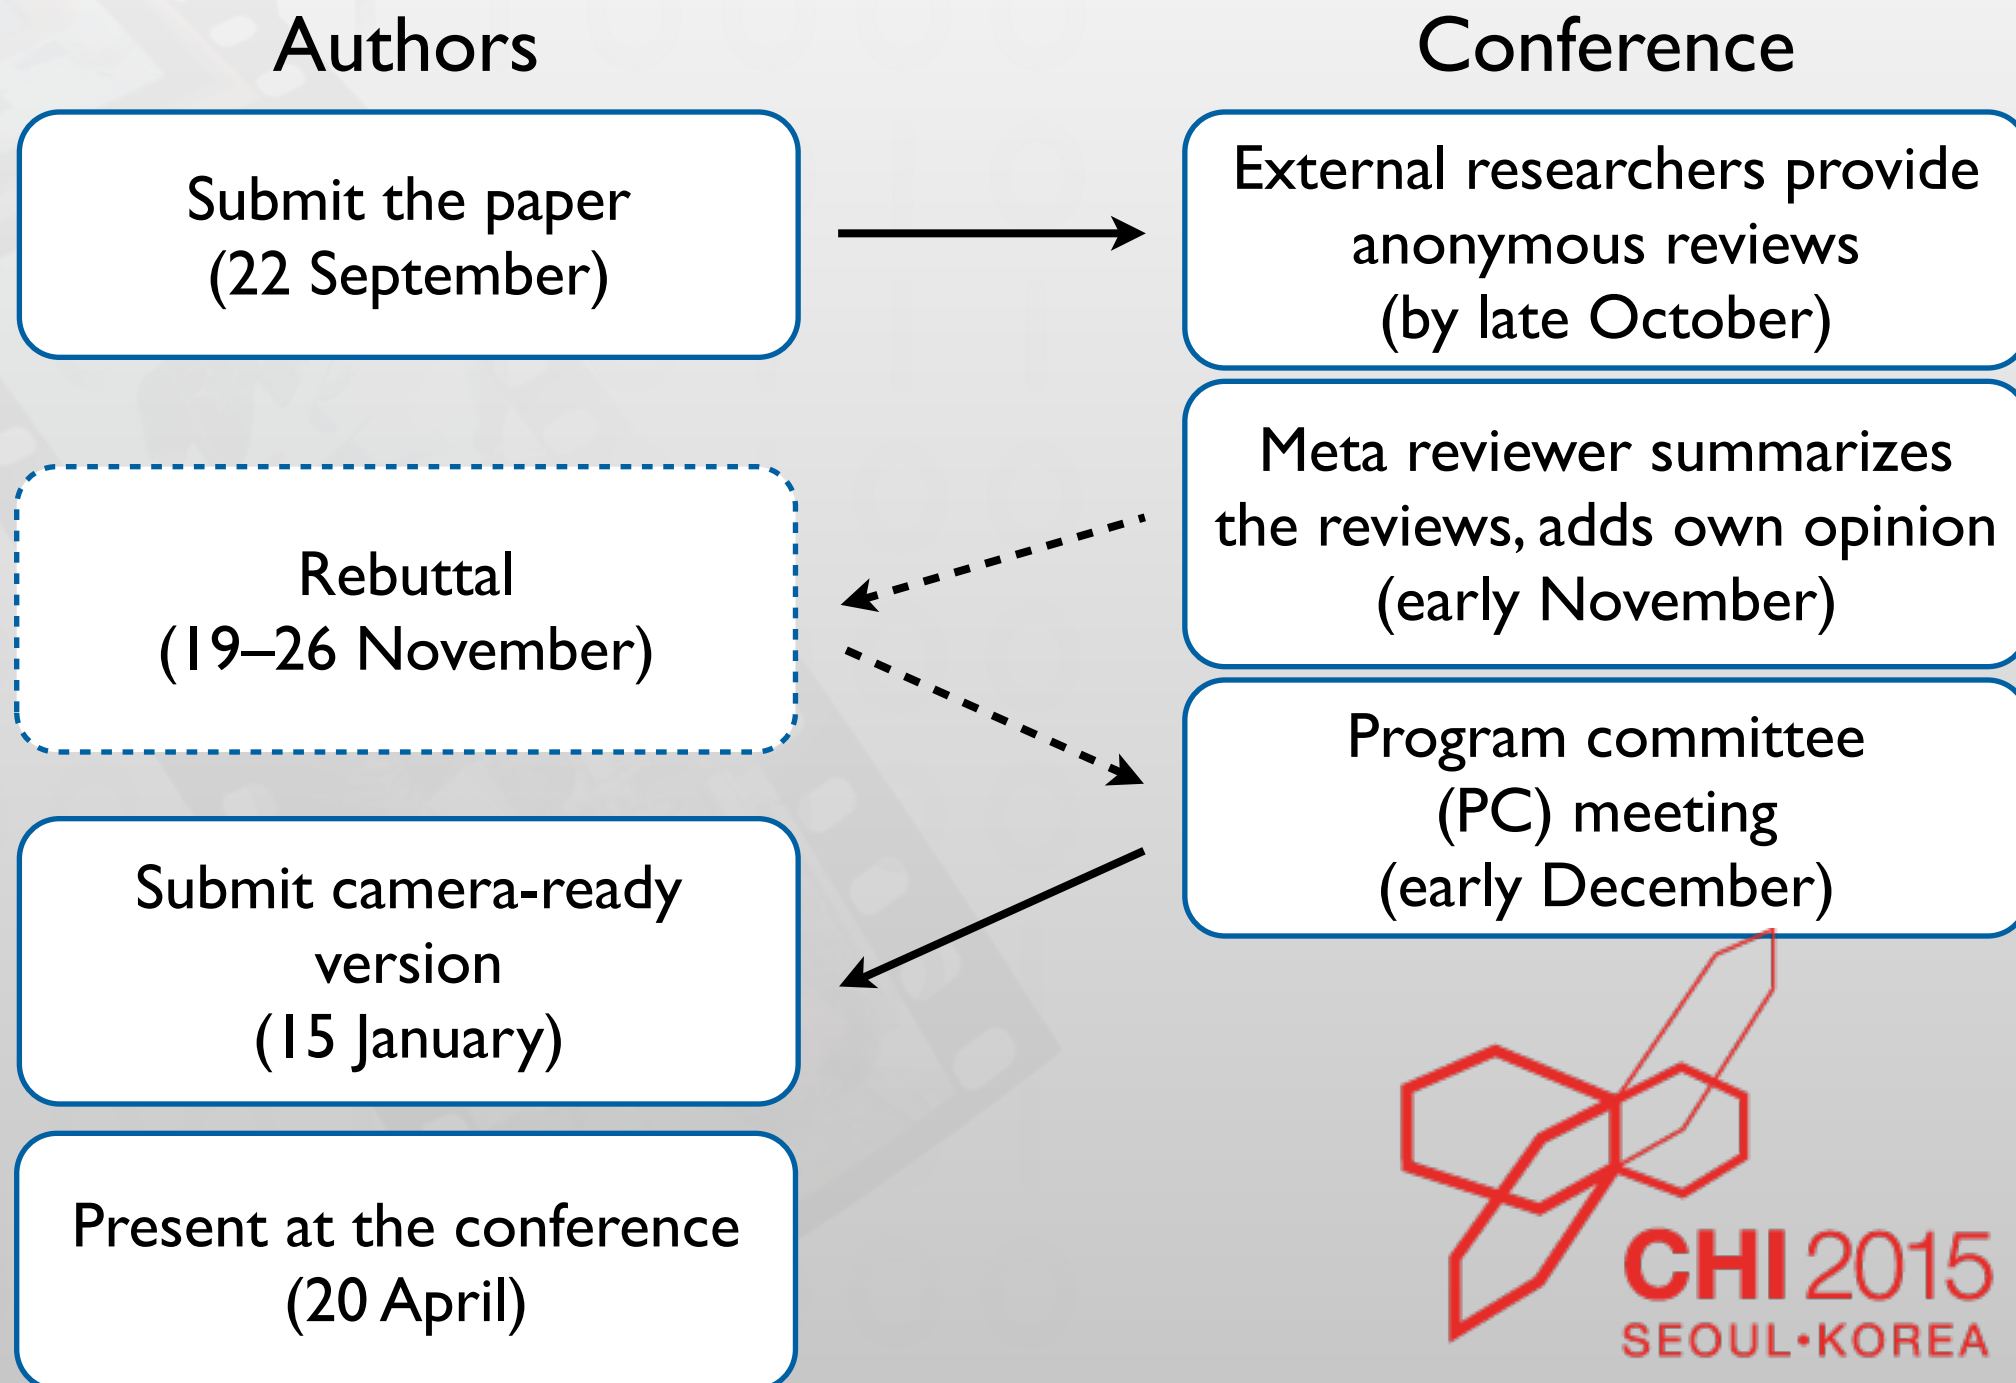 Authors
Submit the paper
(22 September)
Rebuttal
(19–26 November)
Submit camera-ready
version
(15 January)
Present at the conference
(20 April)
Conference
External researchers provide
anonymous reviews
(by late October)
Meta reviewer summarizes
the reviews, adds own opinion
(early November)
Program committee
(PC) meeting
(early December)
CHI 2015
SEOUL•KOREA